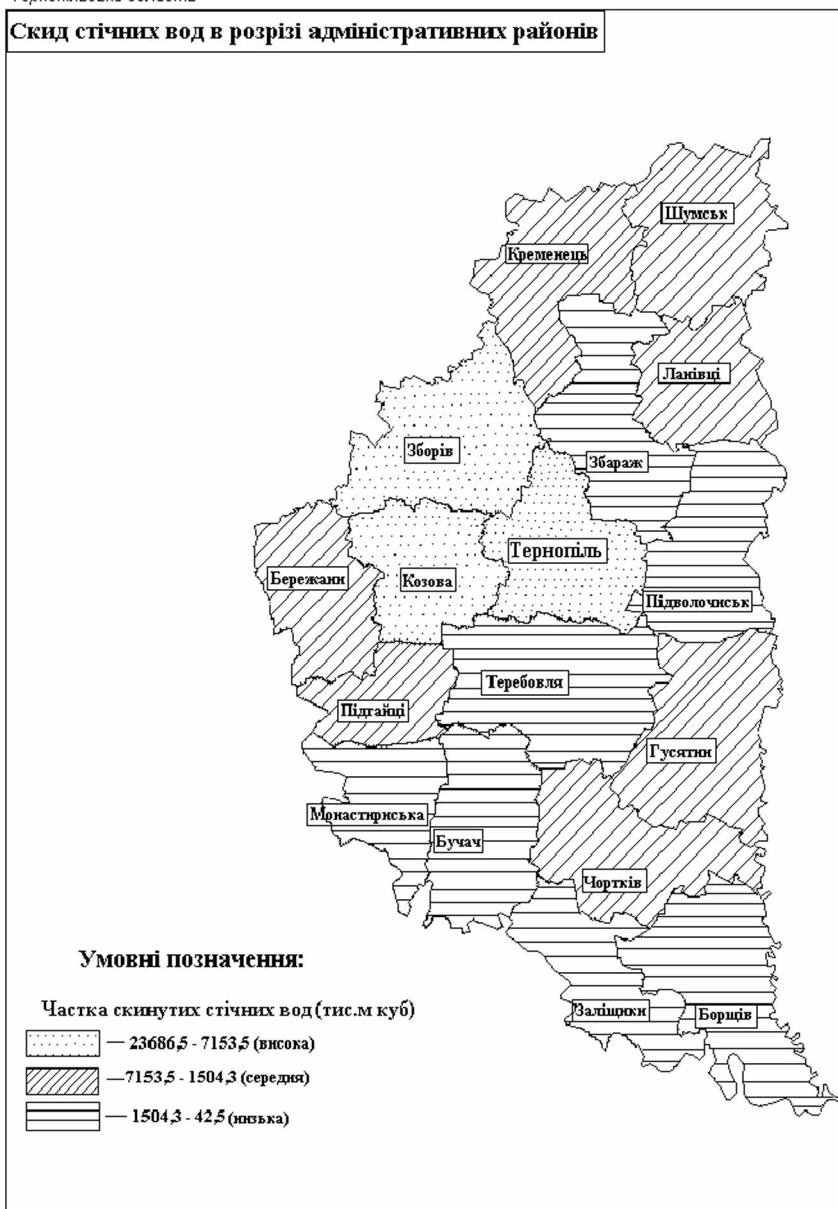 Скид стічних вод в розрізі адміністративних районів
Шумськ
Кременець
Ланівці
Зборів
Збараж
Тернопіль
Бережани
Козова
Підволочиськ
Теребовля
Підгайці
Гусятин
Монастириська
Бучач
Чортків
Заліщики
Борщів
Умовні позначення:
Частка скинутих стічних вод (тис.м куб)
— 23686,5 - 7153,5 (висока)
—7153,5 - 1504,3 (середня)
— 1504,3 - 42,5 (низька)